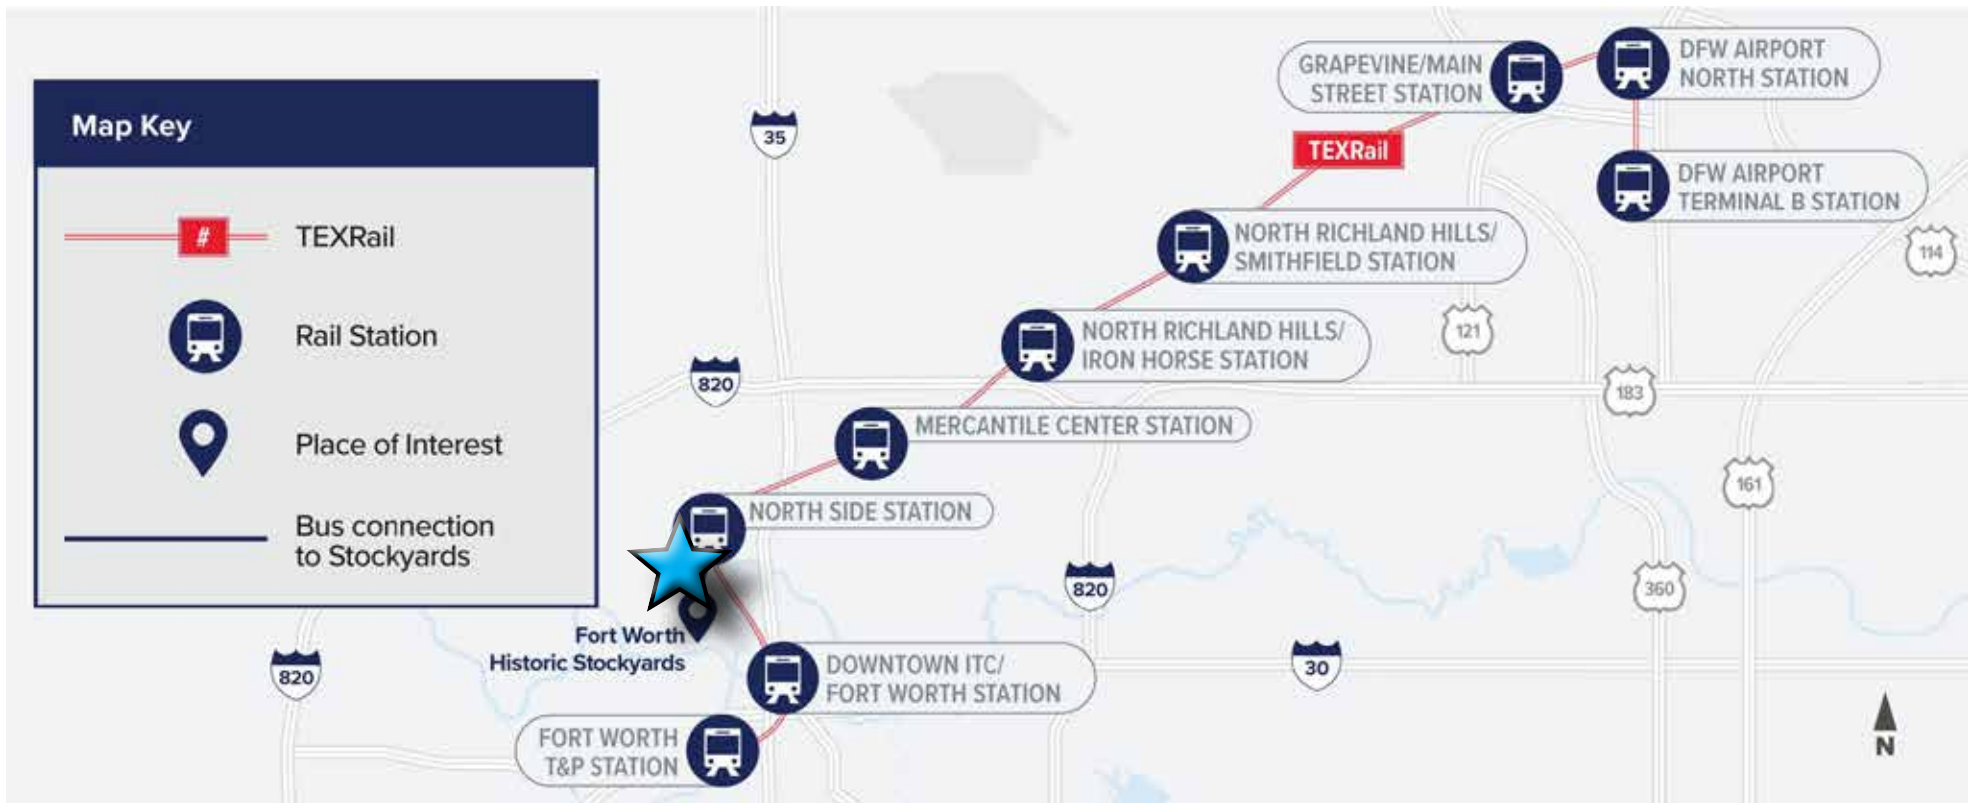 Map Key
#
TEXRail
Rail Station
Place of Interest
Bus connection
to Stockyards
35
GRAPEVINE/MAIN
STREET STATION
DFW AIRPORT
NORTH STATION
TEXRail
DFW AIRPORT
TERMINAL B STATION
NORTH RICHLAND HILLS/
SMITHFIELD STATION
114
NORTH RICHLAND HILLS/
IRON HORSE STATION
121
820
183
MERCANTILE CENTER STATION
161
NORTH SIDE STATION
820
360
Fort Worth
Historic Stockyards
820
DOWNTOWN ITC/
FORT WORTH STATION
30
FORT WORTH
T&P STATION
N